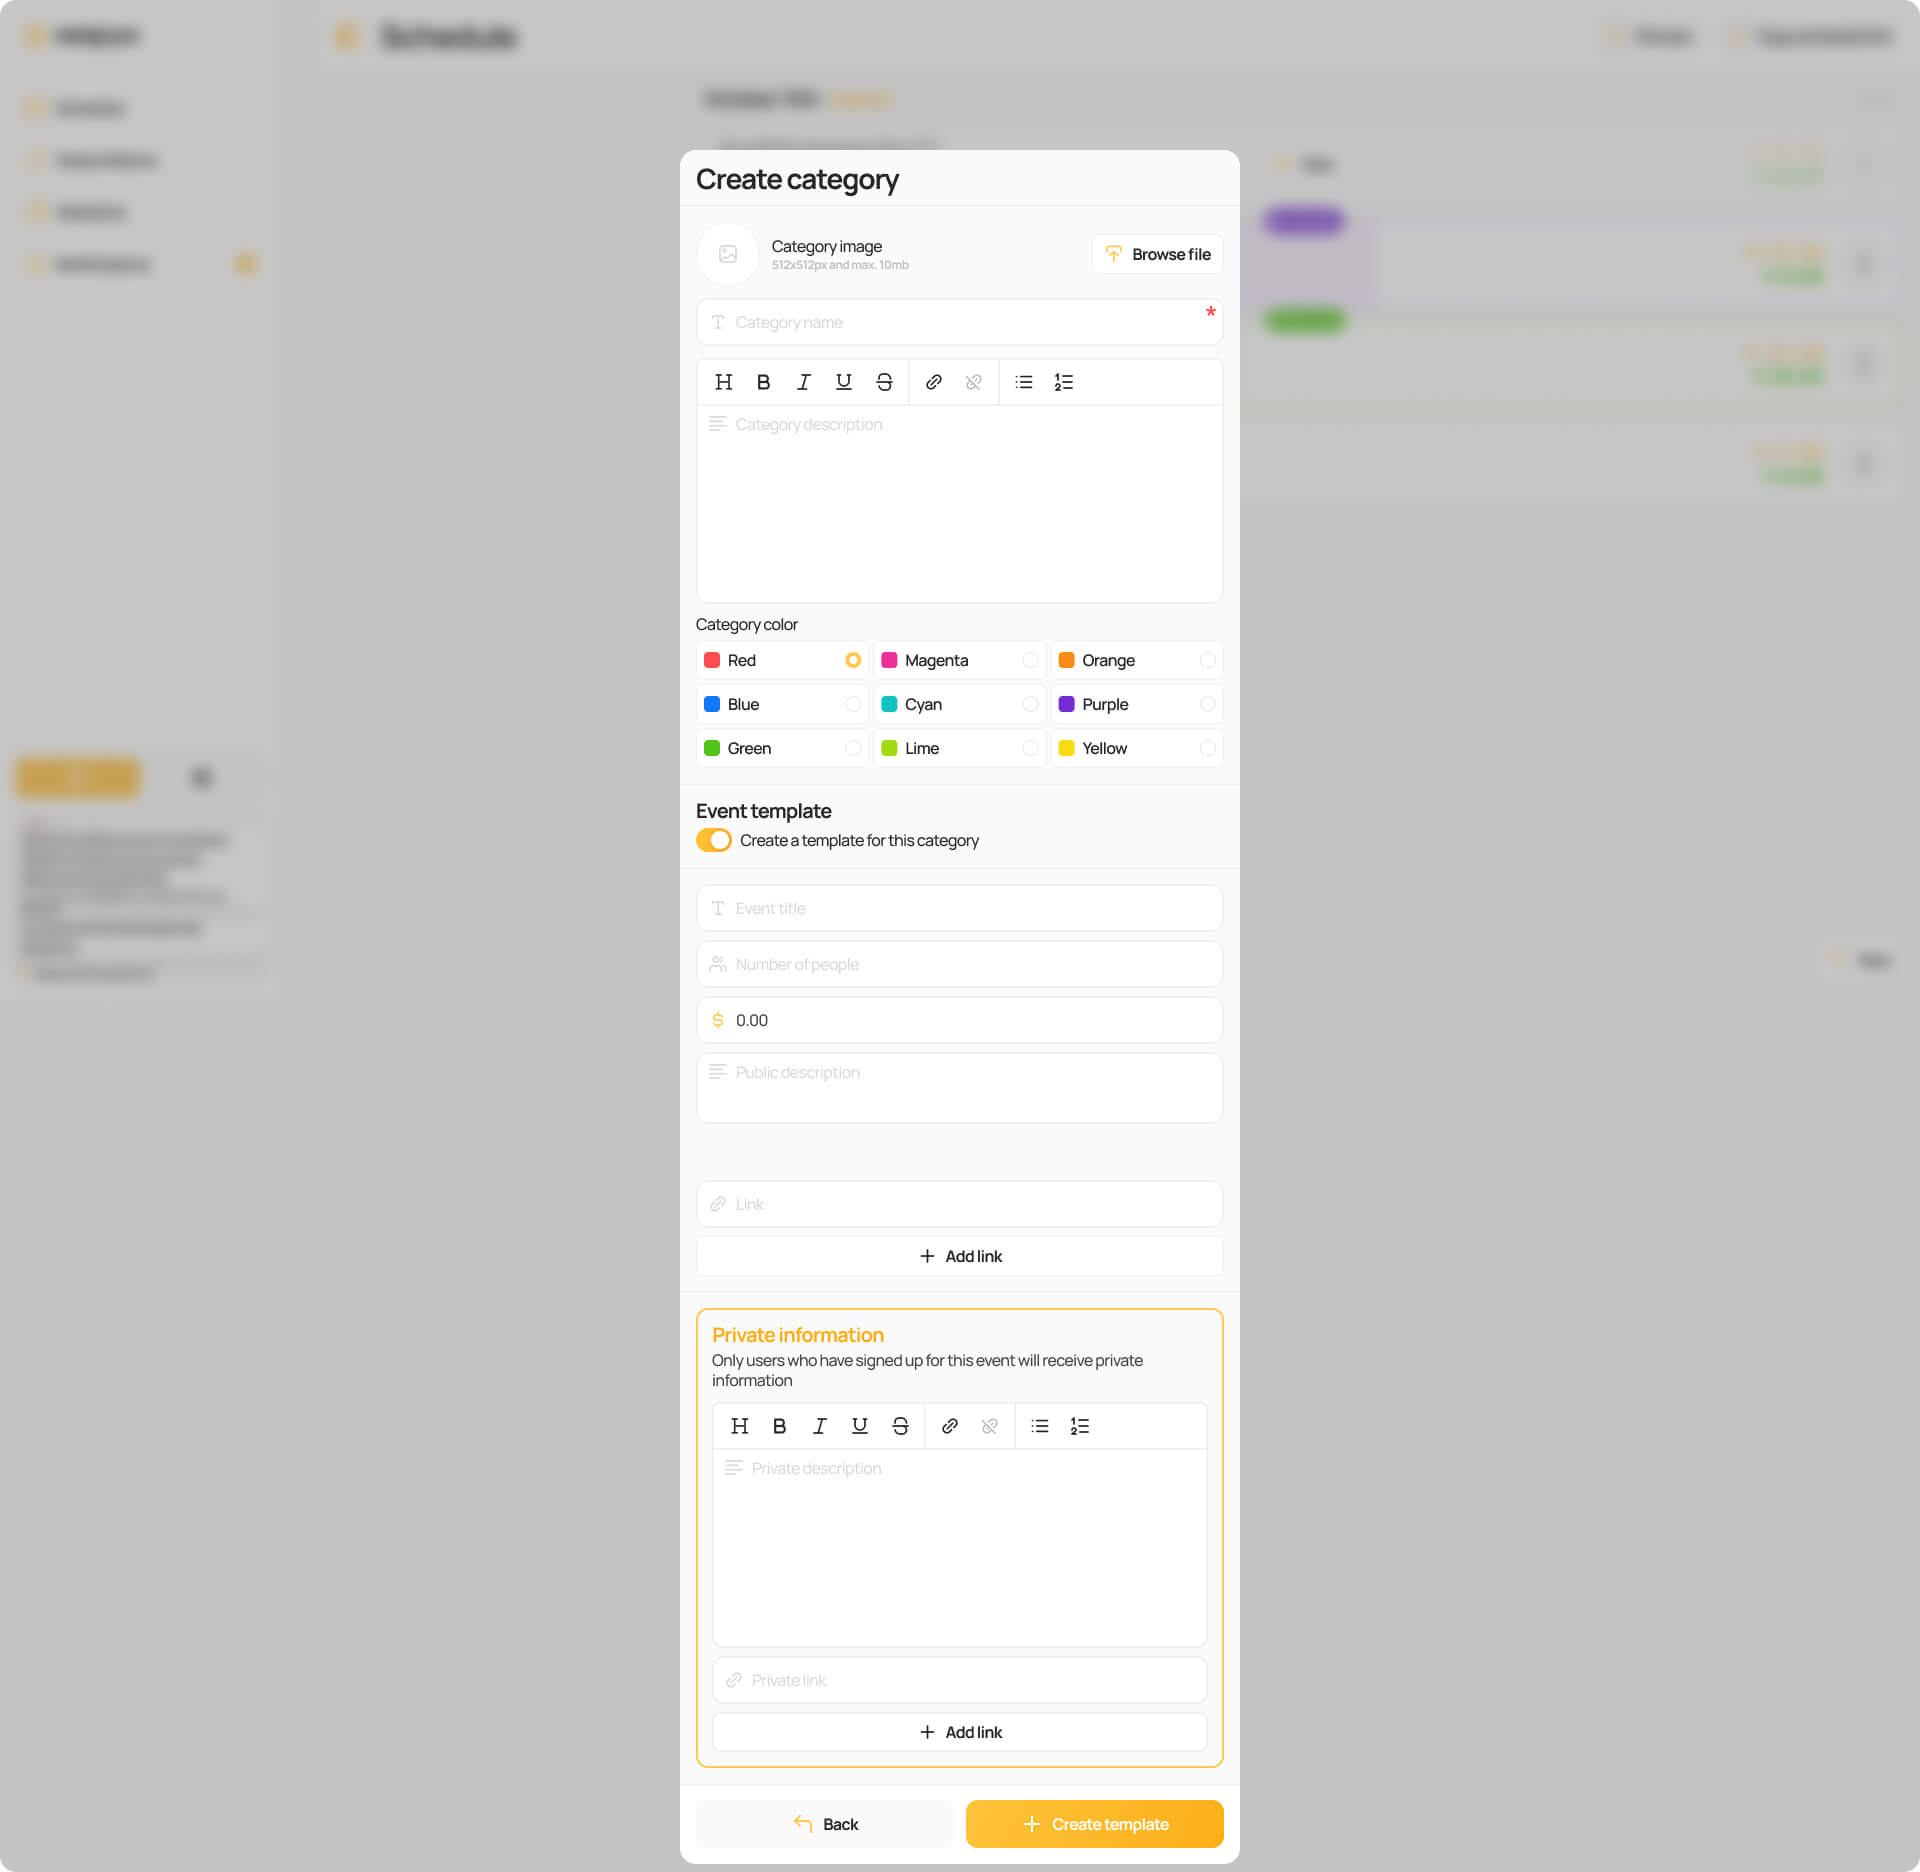 Schedule
Create category
Category image
512x512px and max. 10mb
Browse file
Category name
*
H B I U S
Category description
Category color
Red
Magenta
Orange
Blue
Cyan
Purple
Green
Lime
Yellow
Event template
Create a template for this category
Event title
Number of people
$ 0.00
Public description
Link
+ Add link
Private information
Only users who have signed up for this event will receive private
information
H B I U S
Private description
Private link
+ Add link
Back
+ Create template